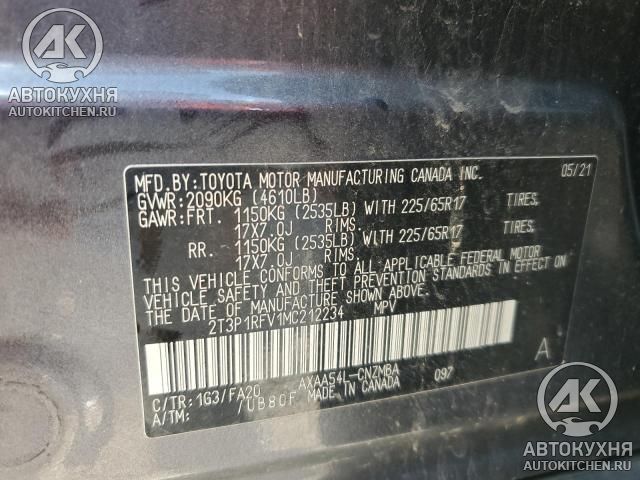 AK
АВТОКУХНЯ
AUTOKITCHEN.RU
MFD.BY:TOYOTA MOTOR MANUFACTURING CANADA INC. 05/21
GVWR:2090KG (4610LB)
GAWR:FRT. 1150KG (2535LB) WITH 225/65R17 TIRES,
17X7.0J RIMS.
RR. 1150KG (2535LB) WITH 225/65R17 TIRES,
17X7.0J RIMS.
THIS VEHICLE CONFORMS TO ALL APPLICABLE FEDERAL MOTOR
VEHICLE SAFETY AND THEFT PREVENTION STANDARDS IN EFFECT ON
THE DATE OF MANUFACTURE SHOWN ABOVE.
2T3P1RFV1MC212234 MPV
A
C/TR:1G3/FA20 AXAA54L-CNZMBA 097
A/TM: /UB80F MADE IN CANADA
AK
АВТОКУХНЯ
AUTOKITCHEN.RU